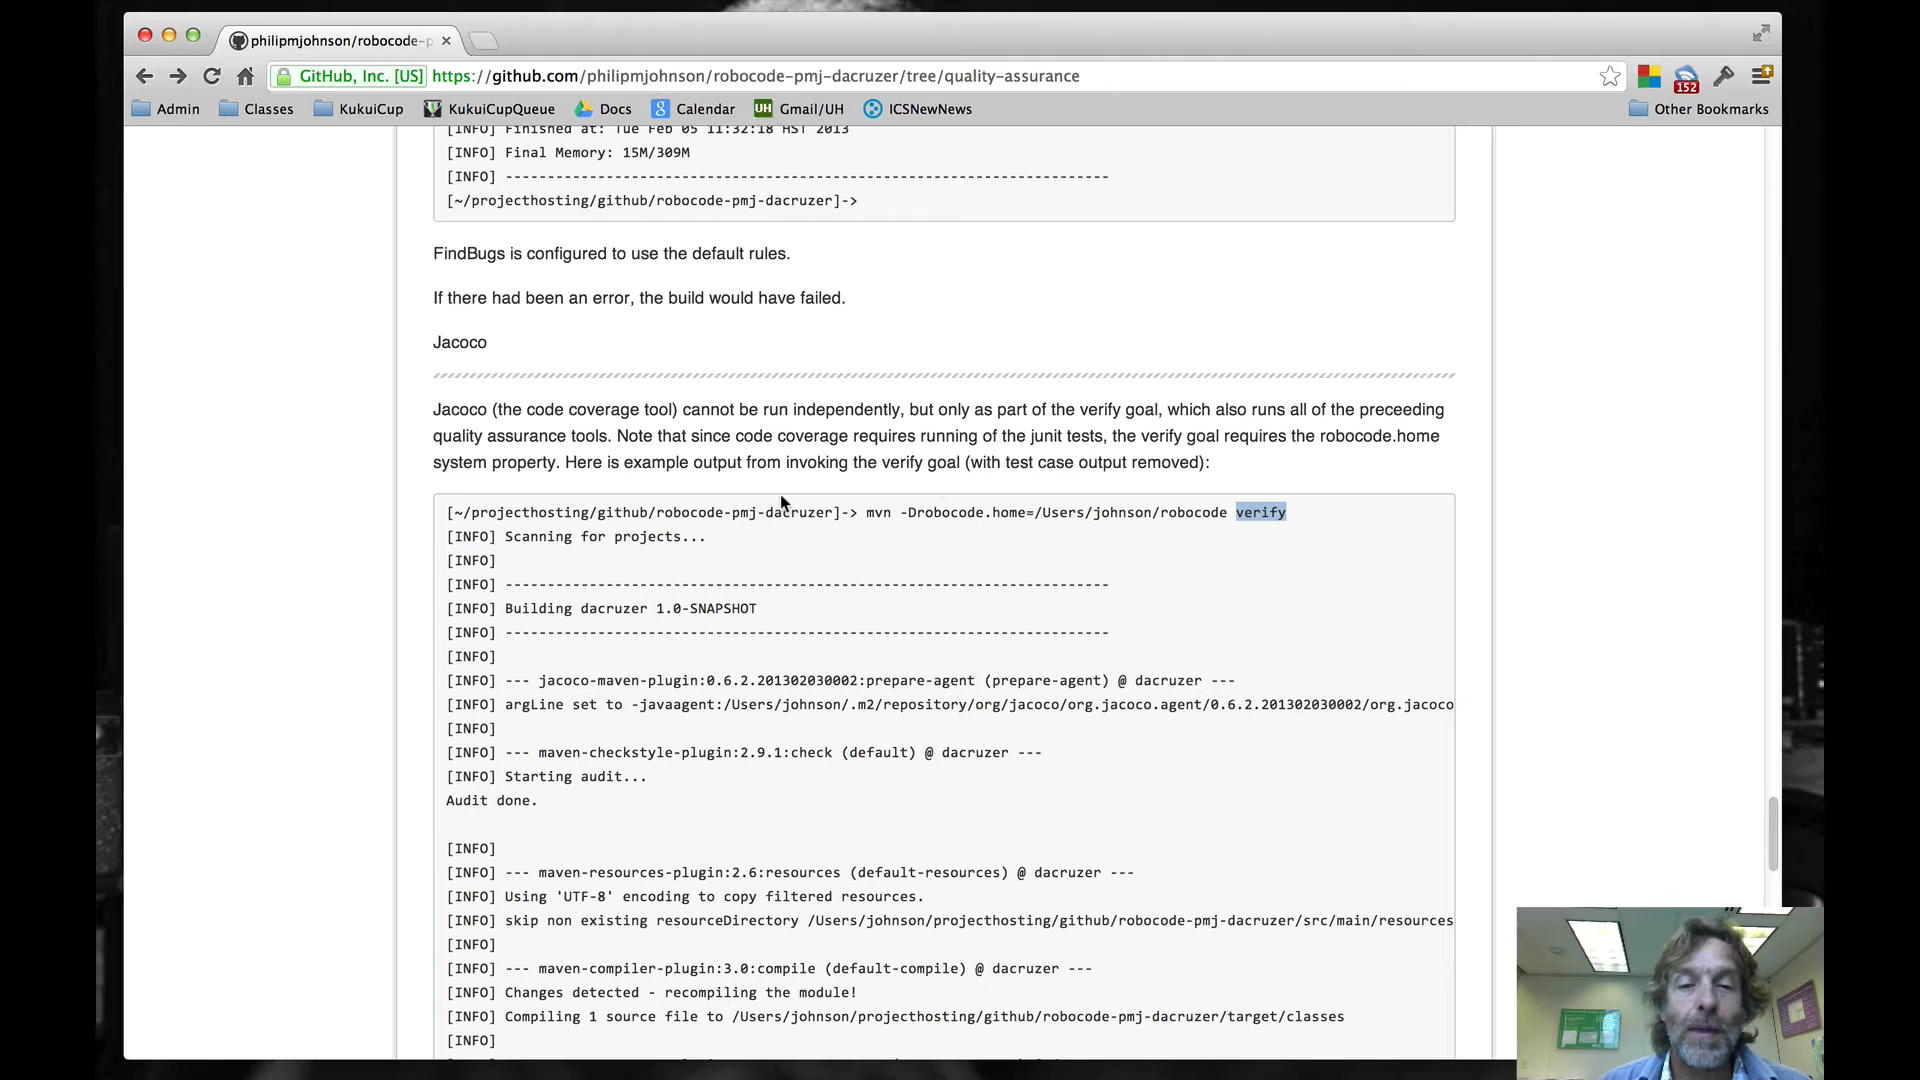 philipmjohnson/robocode-p
GitHub, Inc. [US] https://github.com/philipmjohnson/robocode-pmj-dacruzer/tree/quality-assurance
152
Admin Classes KukuiCup KukuiCupQueue Docs 8 Calendar UH Gmail/UH ICSNewNews Other Bookmarks
[INFO] Finished at: Tue Feb 05 11:32:18 HST 2013
[INFO] Final Memory: 15M/309M
[INFO] ------------------------------------------------------------------------
[~/projecthosting/github/robocode-pmj-dacruzer]->
FindBugs is configured to use the default rules.
If there had been an error, the build would have failed.
Jacoco
Jacoco (the code coverage tool) cannot be run independently, but only as part of the verify goal, which also runs all of the preceeding
quality assurance tools. Note that since code coverage requires running of the junit tests, the verify goal requires the robocode.home
system property. Here is example output from invoking the verify goal (with test case output removed):
[~/projecthosting/github/robocode-pmj-dacruzer]-> mvn -Drobocode.home=/Users/johnson/robocode verify
[INFO] Scanning for projects...
[INFO]
[INFO] ------------------------------------------------------------------------
[INFO] Building dacruzer 1.0-SNAPSHOT
[INFO] ------------------------------------------------------------------------
[INFO]
[INFO] --- jacoco-maven-plugin:0.6.2.201302030002:prepare-agent (prepare-agent) @ dacruzer ---
[INFO] argLine set to -javaagent:/Users/johnson/.m2/repository/org/jacoco/org.jacoco.agent/0.6.2.201302030002/org.jacoco
[INFO]
[INFO] --- maven-checkstyle-plugin:2.9.1:check (default) @ dacruzer ---
[INFO] Starting audit...
Audit done.
[INFO]
[INFO] --- maven-resources-plugin:2.6:resources (default-resources) @ dacruzer ---
[INFO] Using 'UTF-8' encoding to copy filtered resources.
[INFO] skip non existing resourceDirectory /Users/johnson/projecthosting/github/robocode-pmj-dacruzer/src/main/resources
[INFO]
[INFO] --- maven-compiler-plugin:3.0:compile (default-compile) @ dacruzer ---
[INFO] Changes detected - recompiling the module!
[INFO] Compiling 1 source file to /Users/johnson/projecthosting/github/robocode-pmj-dacruzer/target/classes
[INFO]